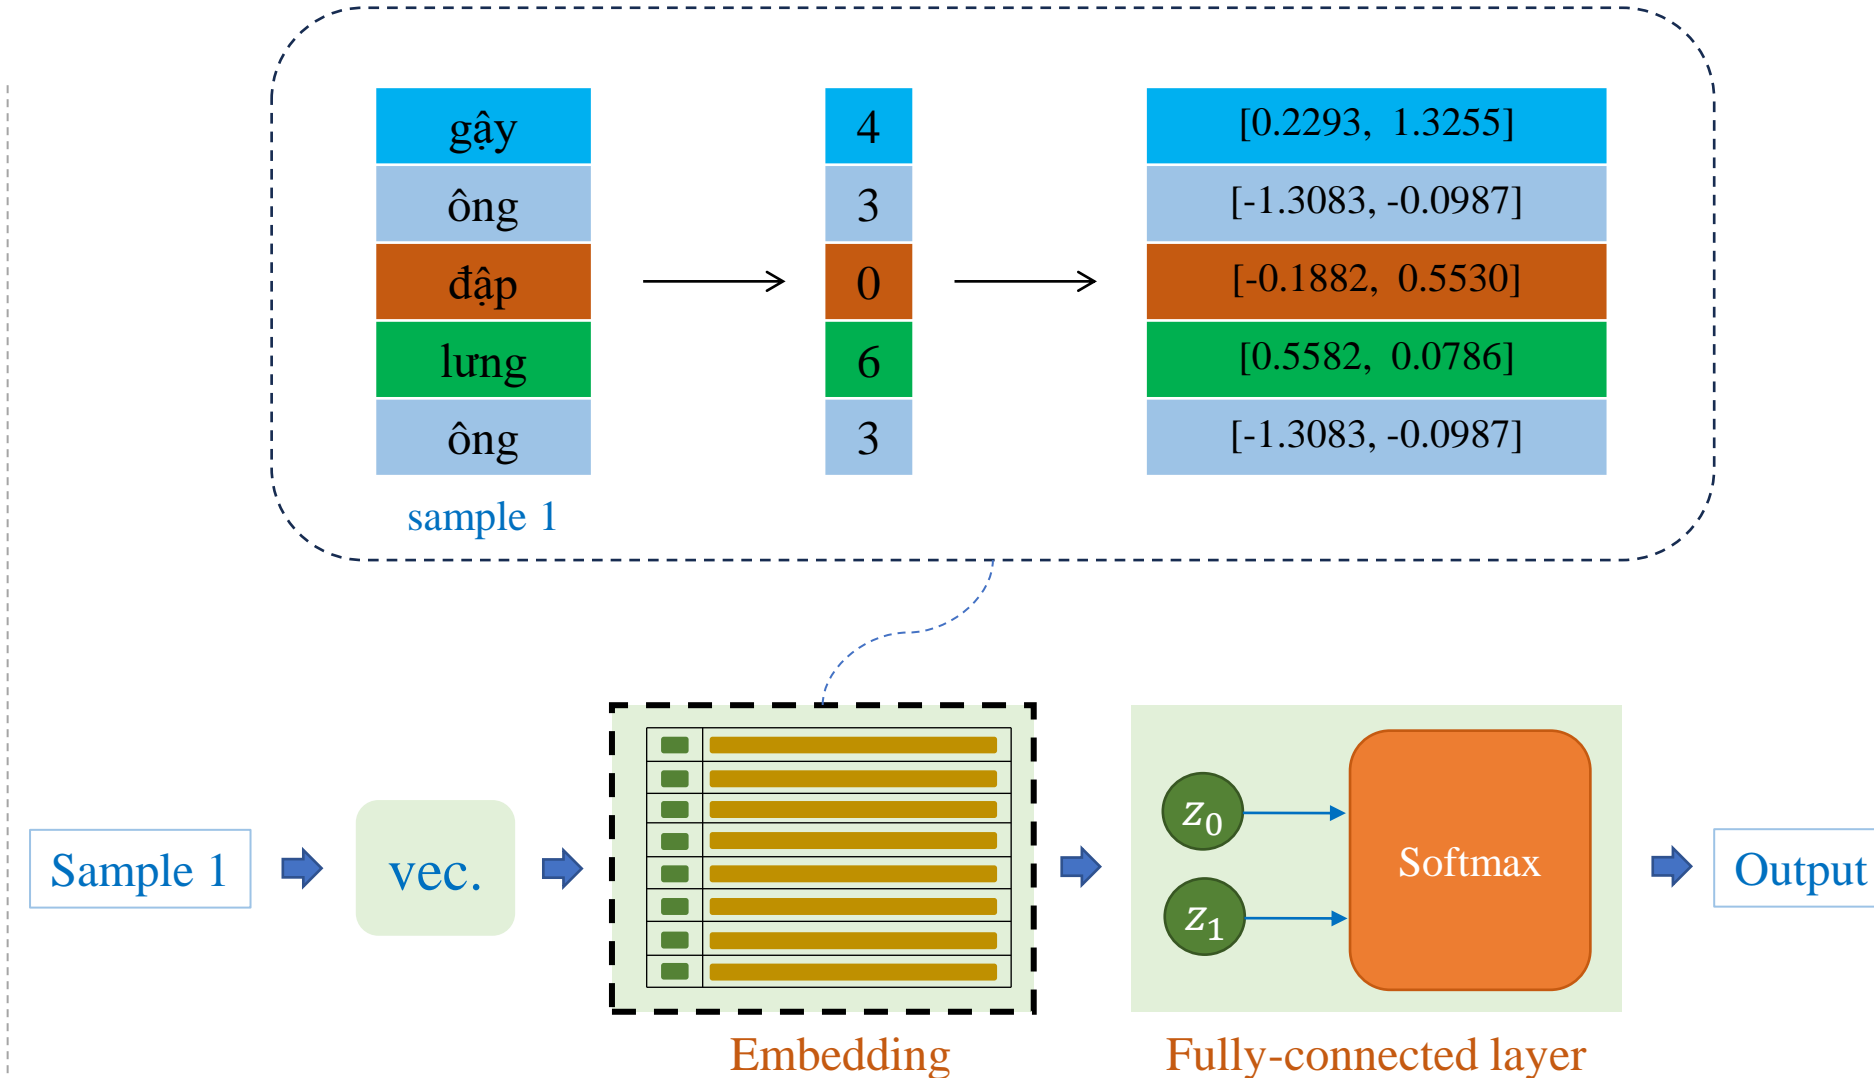 gậy 4 [0.2293, 1.3255]
ông 3 [-1.3083, -0.0987]
đập 0 [-0.1882, 0.5530]
lưng 6 [0.5582, 0.0786]
ông 3 [-1.3083, -0.0987]
sample 1
Sample 1
vec.
Embedding
z₀
z₁
Softmax
Fully-connected layer
Output